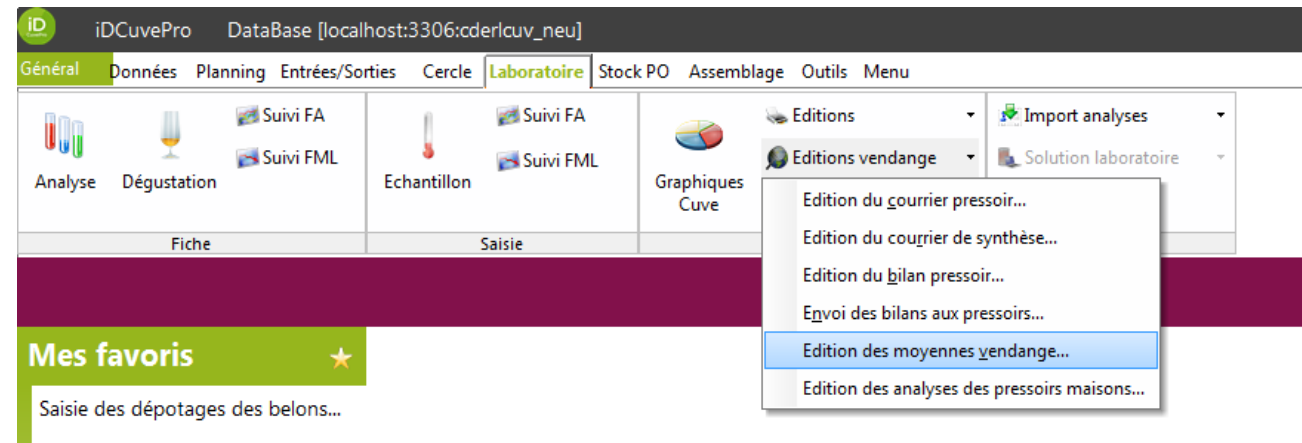 iD iDCuvePro DataBase [localhost:3306:cderlcuv_neu]
Général Données Planning Entrées/Sorties Cercle Laboratoire Stock PO Assemblage Outils Menu
Suivi FA Suivi FA Editions Import analyses
Suivi FML Suivi FML Editions vendange Solution laboratoire
Analyse Dégustation Echantillon Graphiques
Cuve
Fiche Saisie
Edition du courrier pressoir...
Edition du courrier de synthèse...
Edition du bilan pressoir...
Envoi des bilans aux pressoirs...
Edition des moyennes vendange...
Edition des analyses des pressoirs maisons...
Mes favoris
Saisie des dépotages des belons...